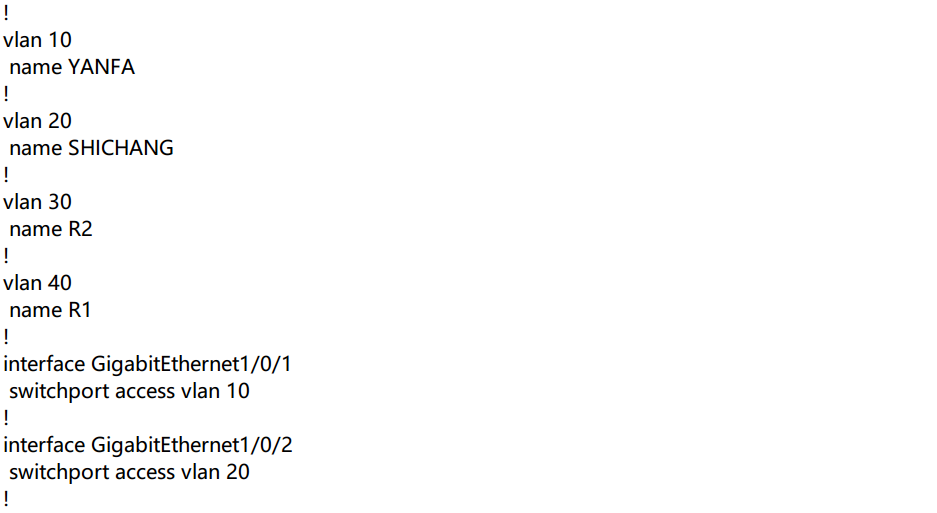 !
vlan 10
 name YANFA
!
vlan 20
 name SHICHANG
!
vlan 30
 name R2
!
vlan 40
 name R1
!
interface GigabitEthernet1/0/1
 switchport access vlan 10
!
interface GigabitEthernet1/0/2
 switchport access vlan 20
!